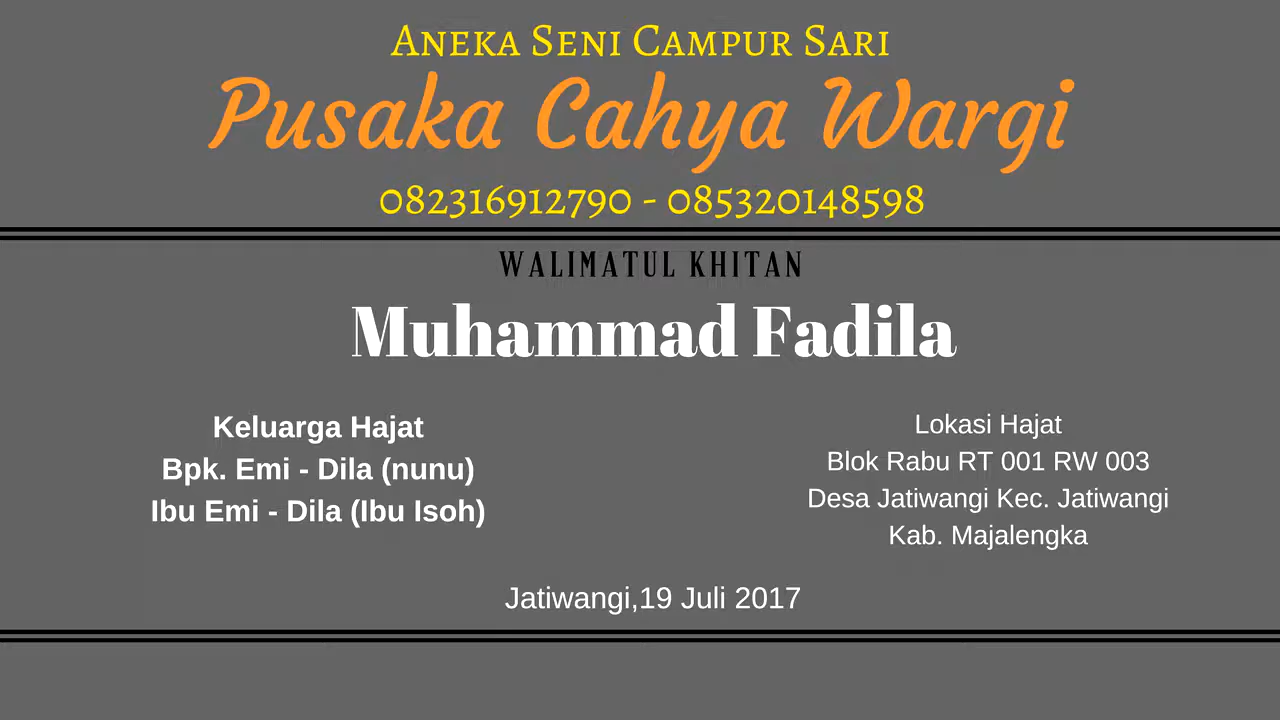 Aneka Seni Campur Sari
Pusaka Cahya Wargi
082316912790 - 085320148598
WALIMATUL KHITAN
Muhammad Fadila
Keluarga Hajat
Bpk. Emi - Dila (nunu)
Ibu Emi - Dila (Ibu Isoh)
Lokasi Hajat
Blok Rabu RT 001 RW 003
Desa Jatiwangi Kec. Jatiwangi
Kab. Majalengka
Jatiwangi,19 Juli 2017